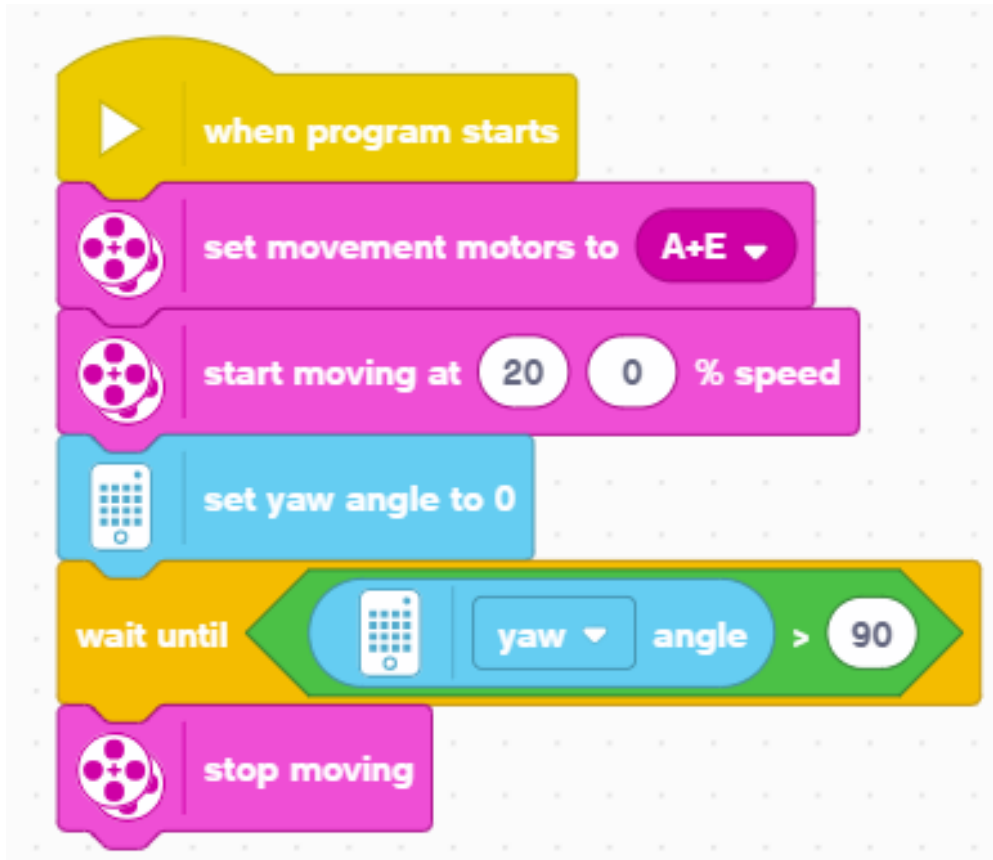 when program starts
set movement motors to A+E
start moving at 20 0 % speed
set yaw angle to 0
wait until yaw angle > 90
stop moving